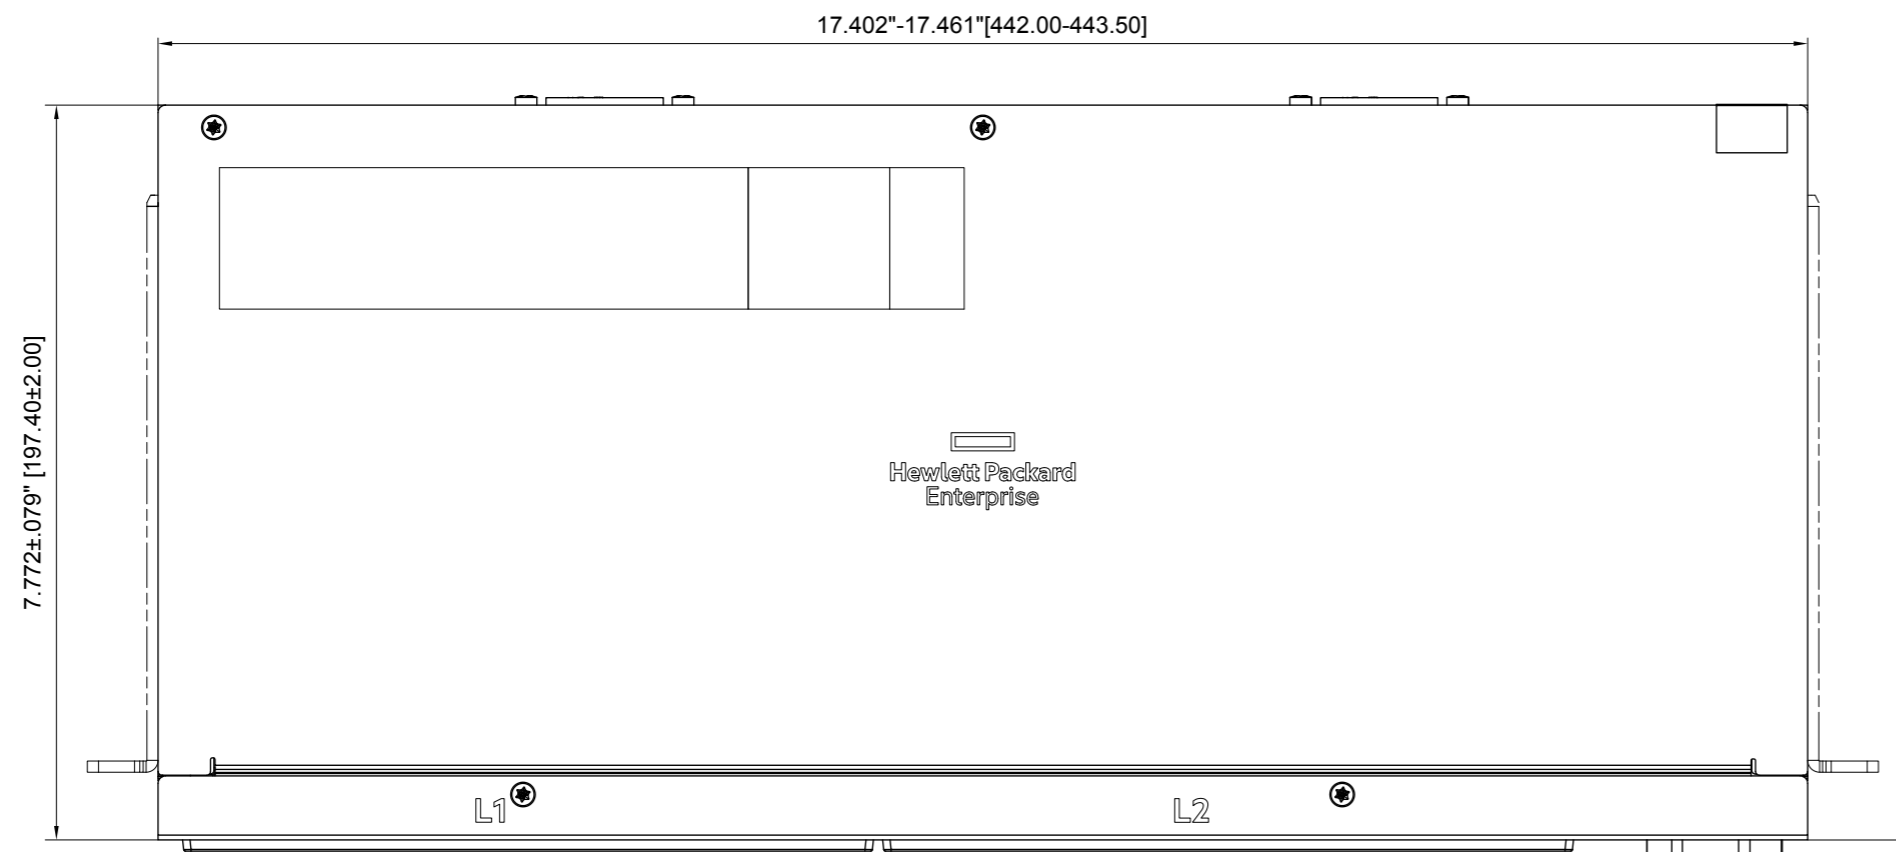 17.402"-17.461"[442.00-443.50]
7.772±.079" [197.40±2.00]
Hewlett Packard
Enterprise
L1
L2